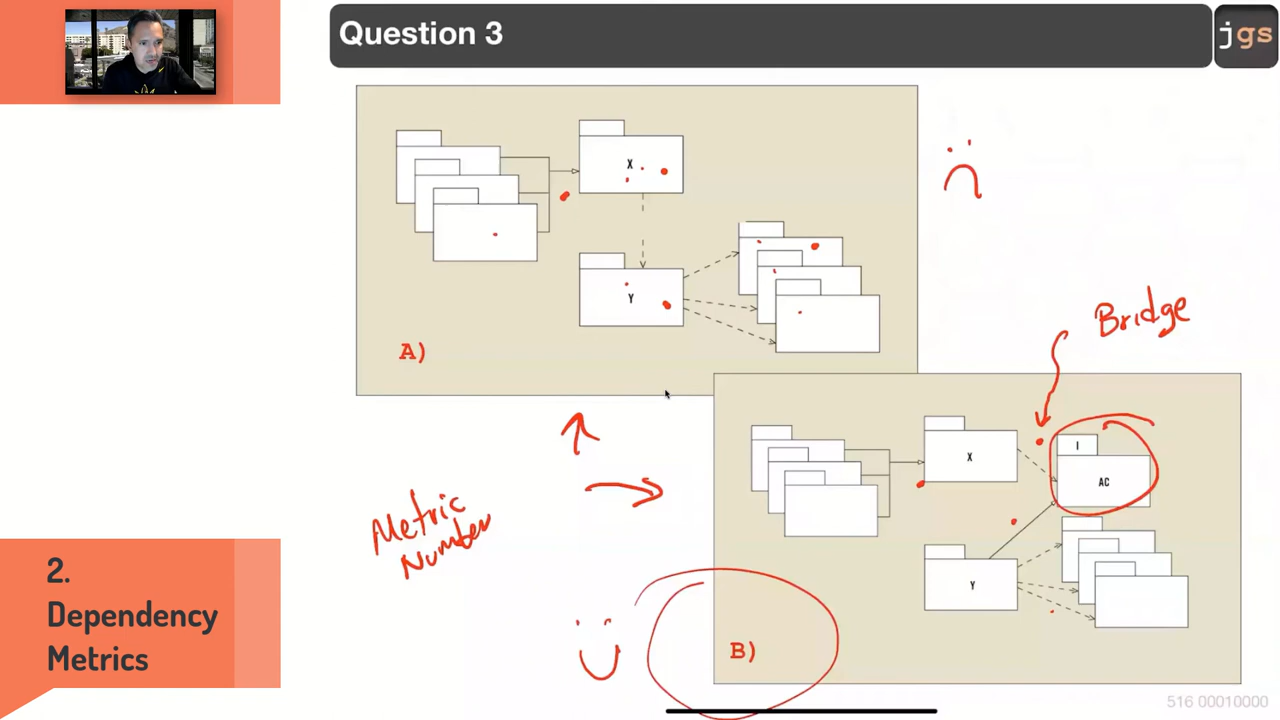 Question 3
jgs
X
Y
A)
Bridge
I
X
AC
Metric
Number
Y
B)
2.
Dependency
Metrics
516 00010000